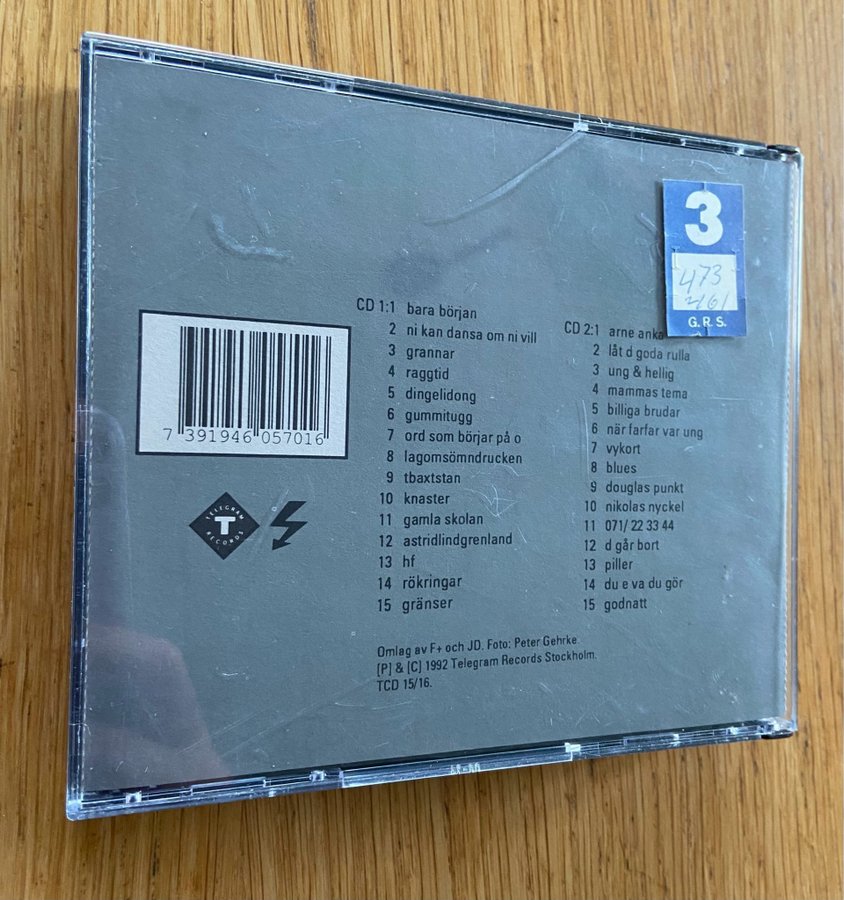 3
473
461
G.R.S.
CD 1:1 bara början
2 ni kan dansa om ni vill
3 grannar
4 raggtid
5 dingelidong
6 gummitugg
7 ord som börjar på o
8 lagomsömndrucken
9 tbaxtstan
10 knaster
11 gamla skolan
12 astridlindgrenland
13 hf
14 rökringar
15 gränser
CD 2:1 arne anka
2 låt d goda rulla
3 ung & hellig
4 mammas tema
5 billiga brudar
6 när farfar var ung
7 vykort
8 blues
9 douglas punkt
10 nikolas nyckel
11 071/ 22 33 44
12 d går bort
13 piller
14 du e va du gör
15 godnatt
7 391946 057016
TELEGRAM
T
RECORDS
Omlag av F+ och JD. Foto: Peter Gehrke.
[P] & [C] 1992 Telegram Records Stockholm.
TCD 15/16.